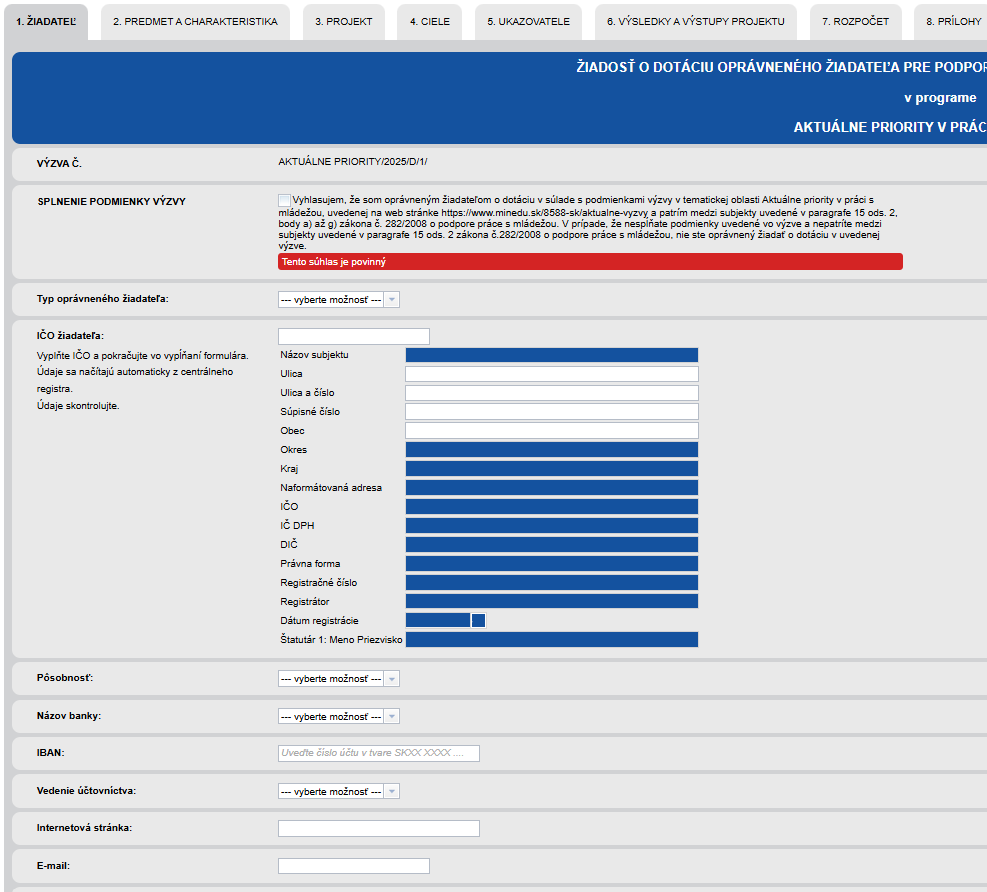 1. ŽIADATEĽ
2. PREDMET A CHARAKTERISTIKA
3. PROJEKT
4. CIELE
5. UKAZOVATELE
6. VÝSLEDKY A VÝSTUPY PROJEKTU
7. ROZPOČET
8. PRÍLOHY
ŽIADOSŤ O DOTÁCIU OPRÁVNENÉHO ŽIADATEĽA PRE PODPOR
v programe
AKTUÁLNE PRIORITY V PRÁC
VÝZVA Č.
AKTUÁLNE PRIORITY/2025/D/1/
SPLNENIE PODMIENKY VÝZVY
Vyhlasujem, že som oprávneným žiadateľom o dotáciu v súlade s podmienkami výzvy v tematickej oblasti Aktuálne priority v práci s
mládežou, uvedenej na web stránke https://www.minedu.sk/8588-sk/aktualne-vyzvy a patrím medzi subjekty uvedené v paragrafe 15 ods. 2,
body a) až g) zákona č. 282/2008 o podpore práce s mládežou. V prípade, že nespĺňate podmienky uvedené vo výzve a nepatríte medzi
subjekty uvedené v paragrafe 15 ods. 2 zákona č.282/2008 o podpore práce s mládežou, nie ste oprávnený žiadať o dotáciu v uvedenej
výzve.
Tento súhlas je povinný
Typ oprávneného žiadateľa:
--- vyberte možnosť ---
IČO žiadateľa:
Vyplňte IČO a pokračujte vo vypĺňaní formulára.
Údaje sa načítajú automaticky z centrálneho
registra.
Údaje skontrolujte.
Názov subjektu
Ulica
Ulica a číslo
Súpisné číslo
Obec
Okres
Kraj
Naformátovaná adresa
IČO
IČ DPH
DIČ
Právna forma
Registračné číslo
Registrátor
Dátum registrácie
Štatutár 1: Meno Priezvisko
Pôsobnosť:
--- vyberte možnosť ---
Názov banky:
--- vyberte možnosť ---
IBAN:
Uveďte číslo účtu v tvare SKXX XXXX ....
Vedenie účtovníctva:
--- vyberte možnosť ---
Internetová stránka:
E-mail: